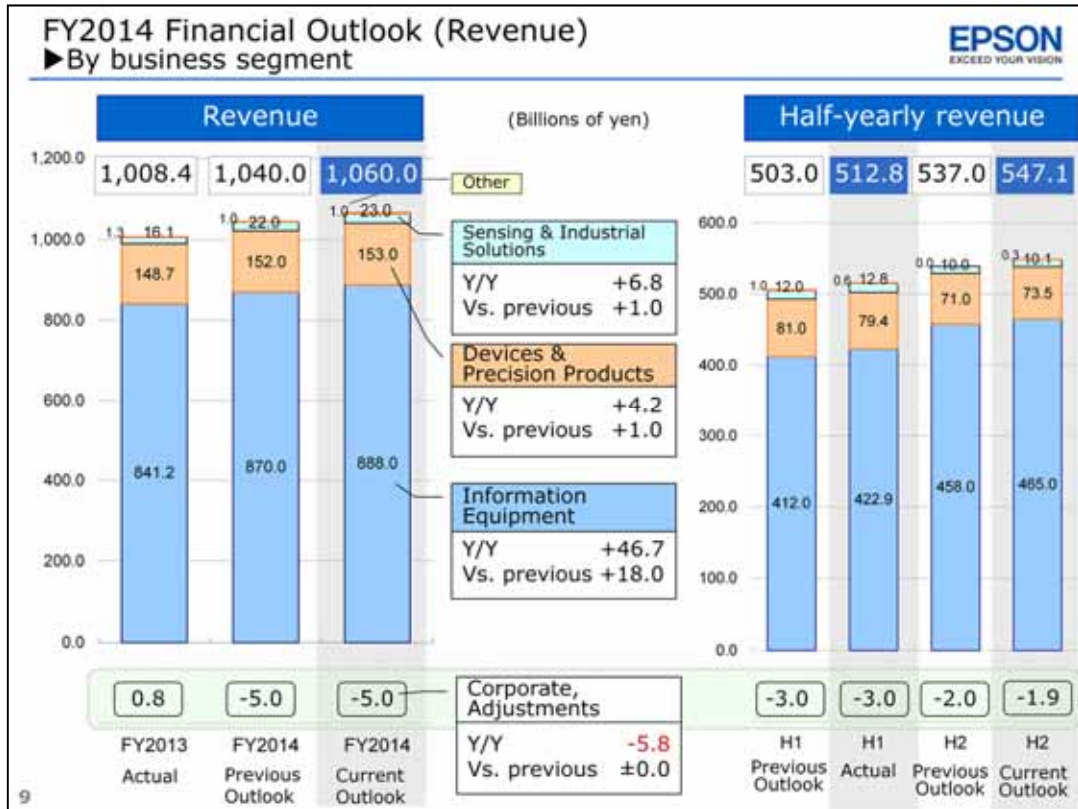 FY2014 Financial Outlook (Revenue)
▶By business segment
EPSON
EXCEED YOUR VISION
Revenue
(Billions of yen)
Half-yearly revenue
1,200.0
1,000.0
800.0
600.0
400.0
200.0
0.0
1,008.4
1,040.0
1,060.0
1.3
16.1
148.7
841.2
1.0
22.0
152.0
870.0
1.0
23.0
153.0
888.0
Other
Sensing & Industrial
Solutions
Y/Y +6.8
Vs. previous +1.0
Devices &
Precision Products
Y/Y +4.2
Vs. previous +1.0
Information
Equipment
Y/Y +46.7
Vs. previous +18.0
503.0
512.8
537.0
547.1
600.0
500.0
400.0
300.0
200.0
100.0
0.0
1.0
12.0
81.0
412.0
0.6
12.8
79.4
422.9
0.0
10.0
71.0
458.0
0.3
10.1
73.5
465.0
0.8
-5.0
-5.0
Corporate,
Adjustments
Y/Y -5.8
Vs. previous ±0.0
-3.0
-3.0
-2.0
-1.9
FY2013
Actual
FY2014
Previous
Outlook
FY2014
Current
Outlook
H1
Previous
Outlook
H1
Actual
H2
Previous
Outlook
H2
Current
Outlook
9